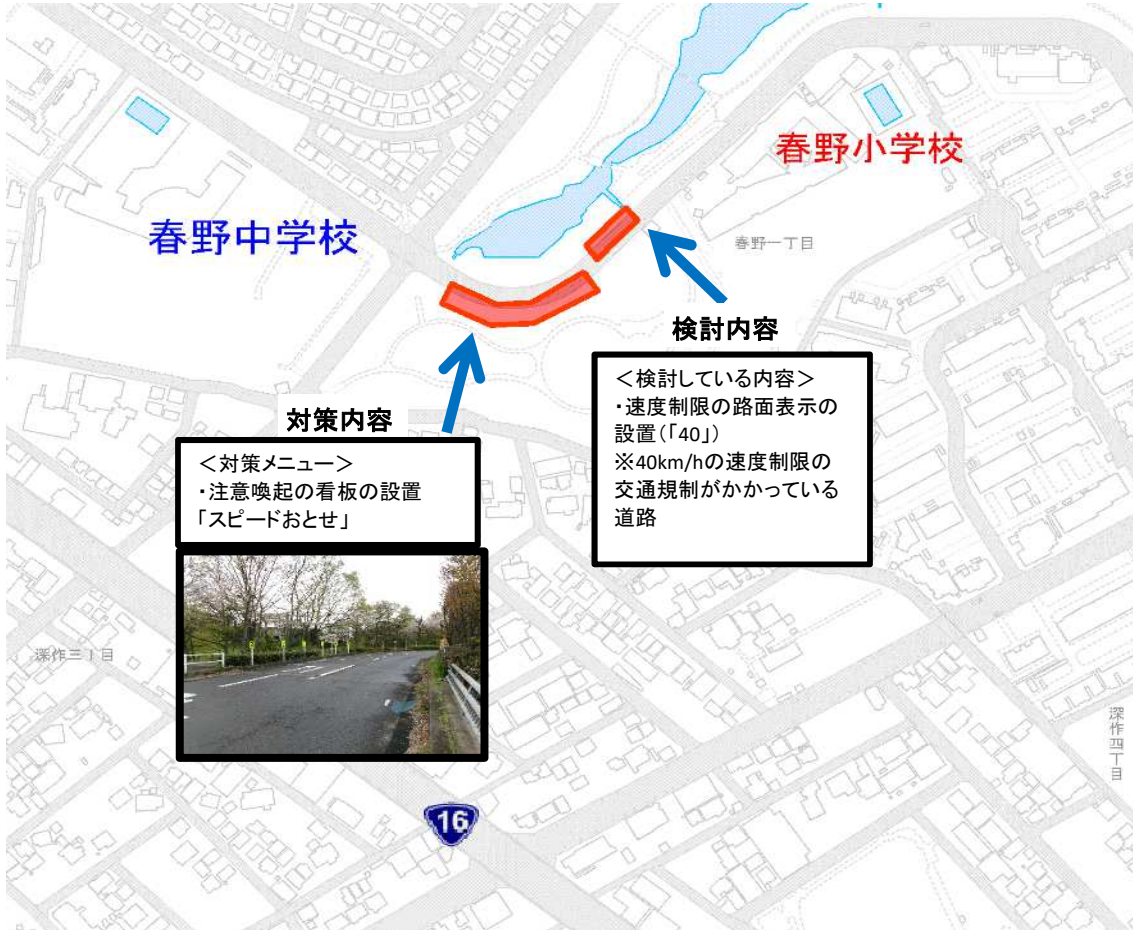 春野小学校
春野中学校
春野一丁目
検討内容
<検討している内容>
・速度制限の路面表示の
設置(「40」)
※40km/hの速度制限の
交通規制がかかっている
道路
対策内容
<対策メニュー>
・注意喚起の看板の設置
「スピードおとせ」
深作三丁目
深作四丁目
16